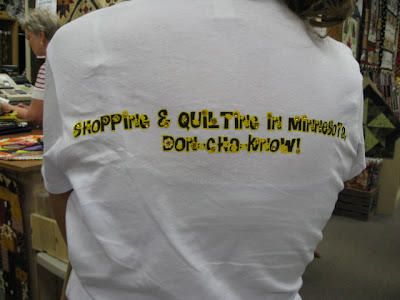 Shopping & Quilting in Minnesota,
Don-cha-know!